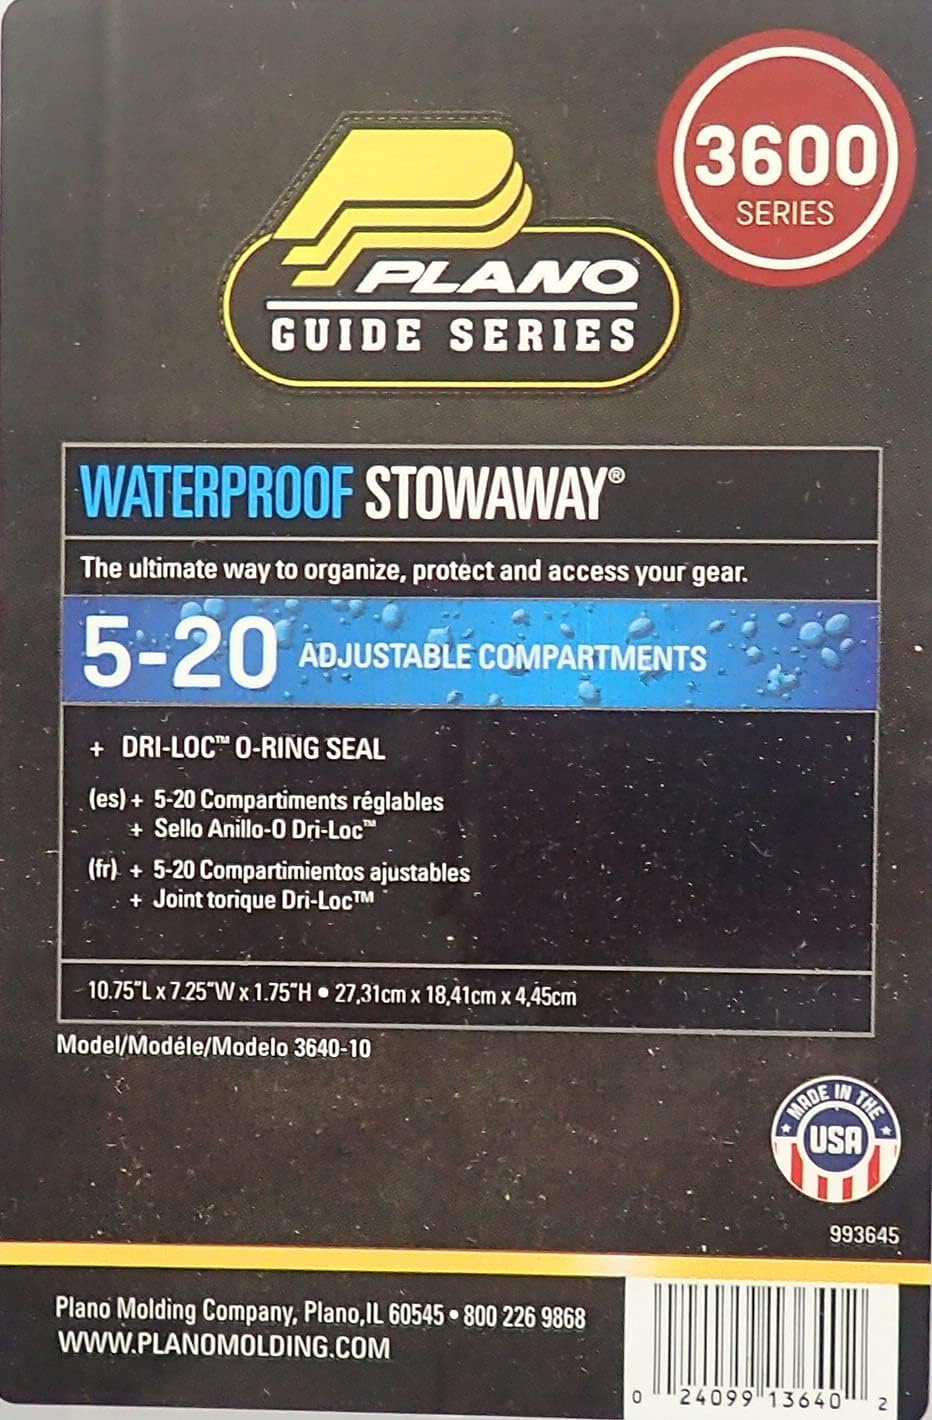 3600
SERIES
PLANO
GUIDE SERIES
WATERPROOF STOWAWAY®
The ultimate way to organize, protect and access your gear.
5-20 ADJUSTABLE COMPARTMENTS
+ DRI-LOC™ O-RING SEAL
(es) + 5-20 Compartiments réglables
+ Sello Anillo-O Dri-Loc™
(fr) + 5-20 Compartimientos ajustables
+ Joint torique Dri-Loc™
10.75"L x 7.25"W x 1.75"H • 27,31cm x 18,41cm x 4,45cm
Model/Modéle/Modelo 3640-10
MADE IN THE
USA
993645
Plano Molding Company, Plano,IL 60545 • 800 226 9868
WWW.PLANOMOLDING.COM
0 24099 13640 2